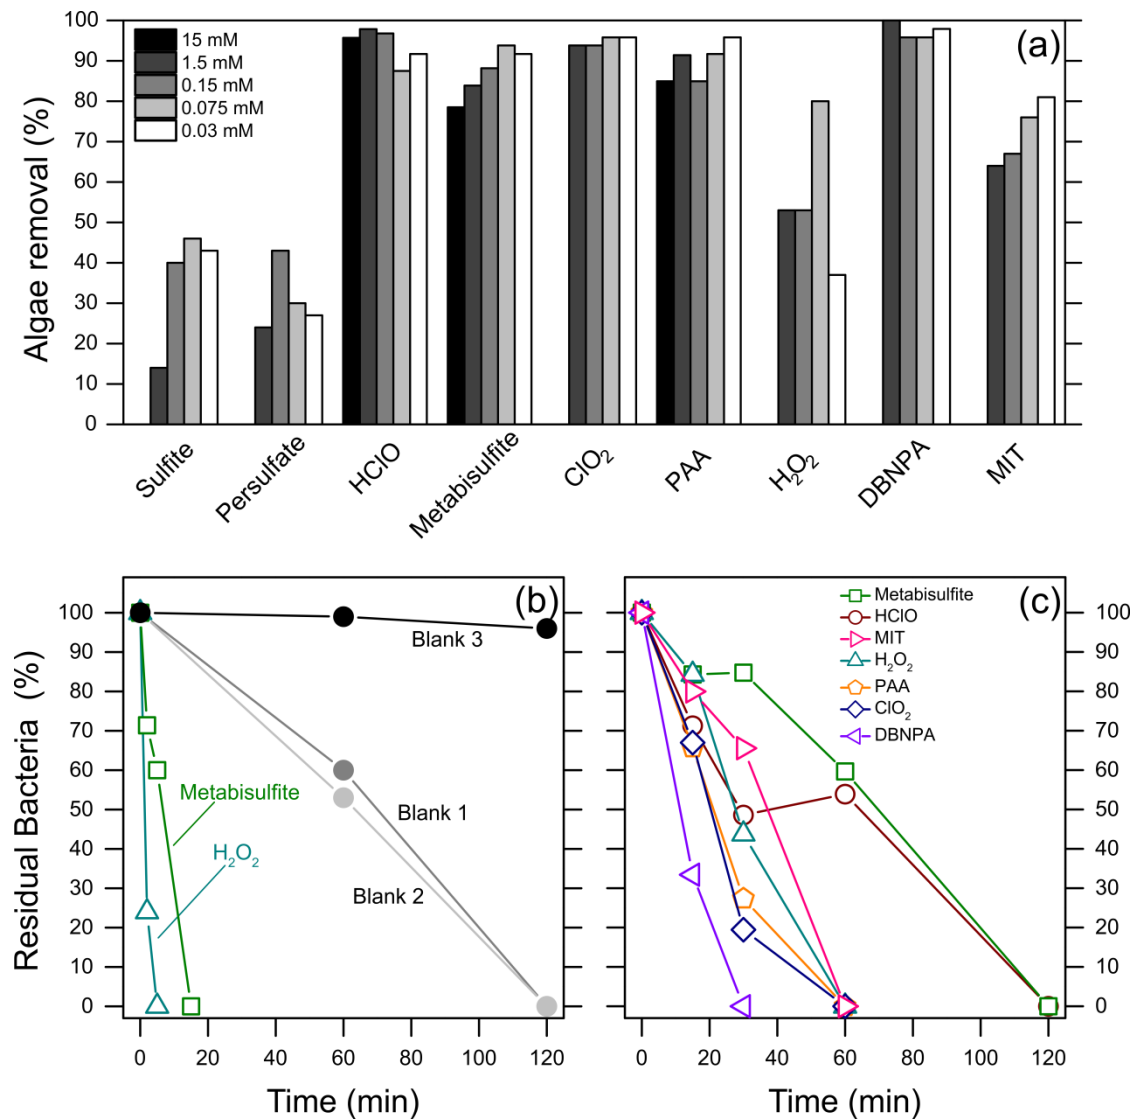 (a)
15 mM
1.5 mM
0.15 mM
0.075 mM
0.03 mM
Algae removal (%)
100
90
80
70
60
50
40
30
20
10
0
Sulfite
Persulfate
HClO
Metabisulfite
ClO₂
PAA
H₂O₂
DBNPA
MIT
(b)
Residual Bacteria (%)
100
90
80
70
60
50
40
30
20
10
0
Blank 3
Metabisulfite
Blank 1
H₂O₂
Blank 2
0 20 40 60 80 100 120
Time (min)
(c)
Metabisulfite
HClO
MIT
H₂O₂
PAA
ClO₂
DBNPA
100
90
80
70
60
50
40
30
20
10
0
0 20 40 60 80 100 120
Time (min)